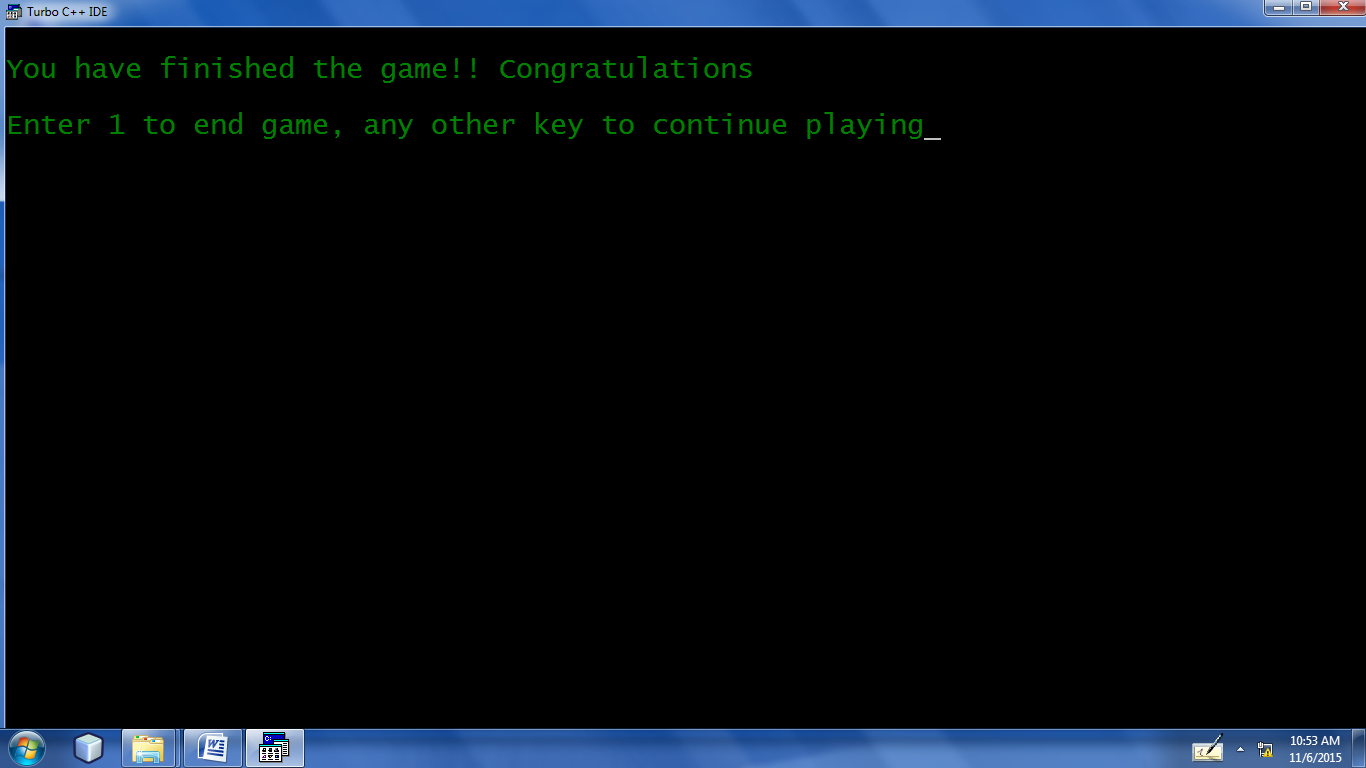 Turbo C++ IDE
You have finished the game!! Congratulations
Enter 1 to end game, any other key to continue playing_
10:53 AM
11/6/2015